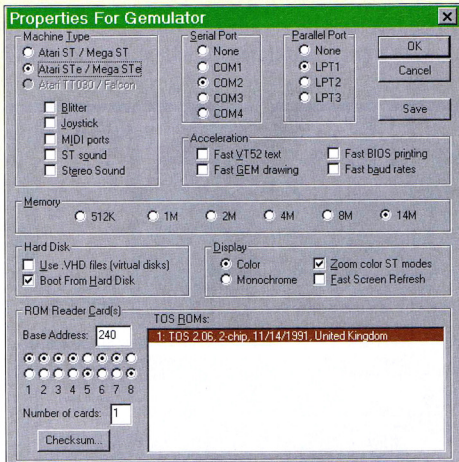 Properties For Gemulator
Machine Type
Atari ST / Mega ST
Atari STe / Mega STe
Atari TT030 / Falcon
Blitter
Joystick
MIDI ports
ST sound
Stereo Sound
Serial Port
None
COM1
COM2
COM3
COM4
Parallel Port
None
LPT1
LPT2
LPT3
OK
Cancel
Save
Acceleration
Fast VT52 text
Fast GEM drawing
Fast BIOS printing
Fast baud rates
Memory
512K 1M 2M 4M 8M 14M
Hard Disk
Use .VHD files (virtual disks)
Boot From Hard Disk
Display
Color
Monochrome
Zoom color ST modes
Fast Screen Refresh
ROM Reader Card(s)
Base Address: 240
1 2 3 4 5 6 7 8
Number of cards: 1
Checksum...
TOS ROMs:
1: TOS 2.06, 2-chip, 11/14/1991, United Kingdom